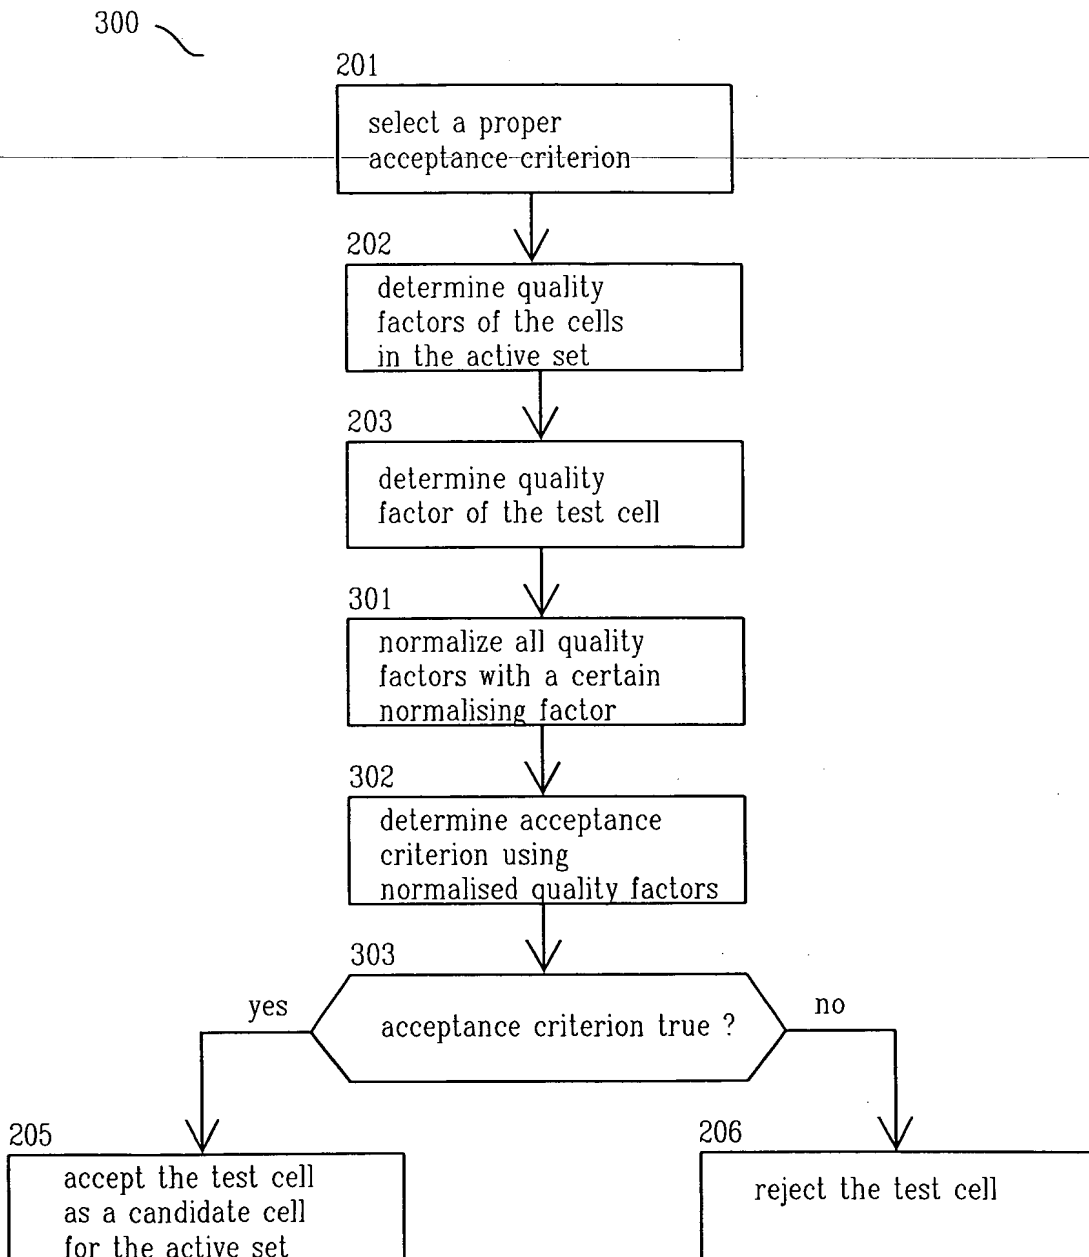 300
201
select a proper
acceptance criterion
202
determine quality
factors of the cells
in the active set
203
determine quality
factor of the test cell
301
normalize all quality
factors with a certain
normalising factor
302
determine acceptance
criterion using
normalised quality factors
303
acceptance criterion true ?
yes
no
205
accept the test cell
as a candidate cell
for the active set
206
reject the test cell